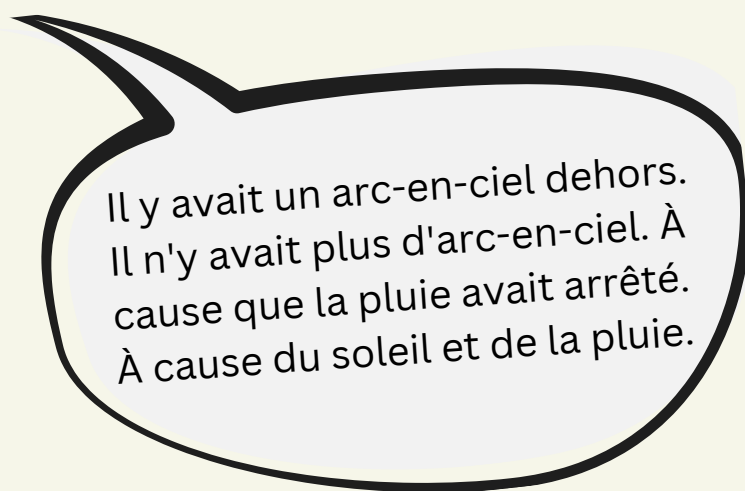 Il y avait un arc-en-ciel dehors.
Il n'y avait plus d'arc-en-ciel. À
cause que la pluie avait arrêté.
À cause du soleil et de la pluie.